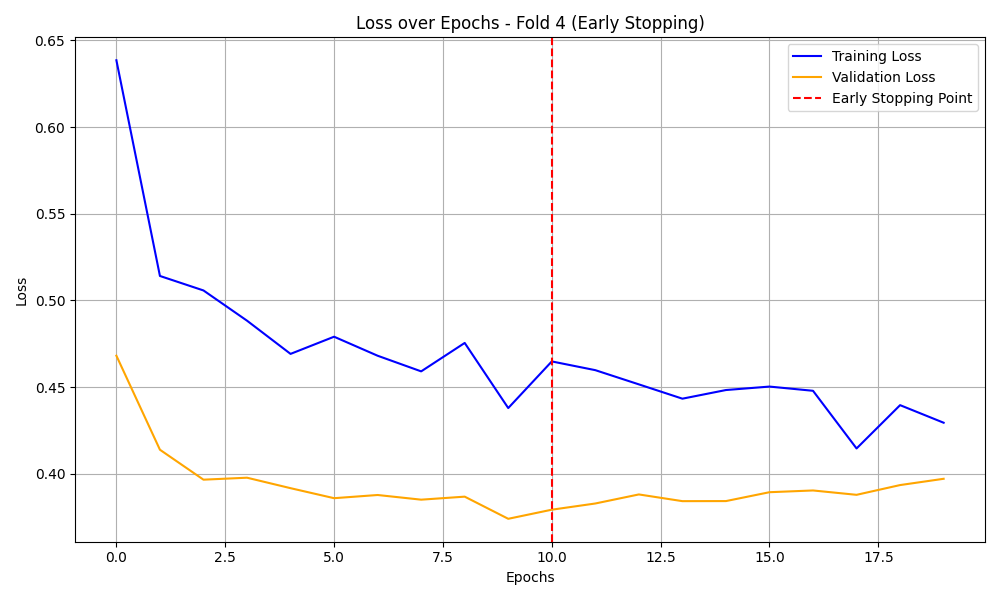 Loss over Epochs - Fold 4 (Early Stopping)
Training Loss
Validation Loss
Early Stopping Point
Loss
0.65
0.60
0.55
0.50
0.45
0.40
0.0 2.5 5.0 7.5 10.0 12.5 15.0 17.5
Epochs